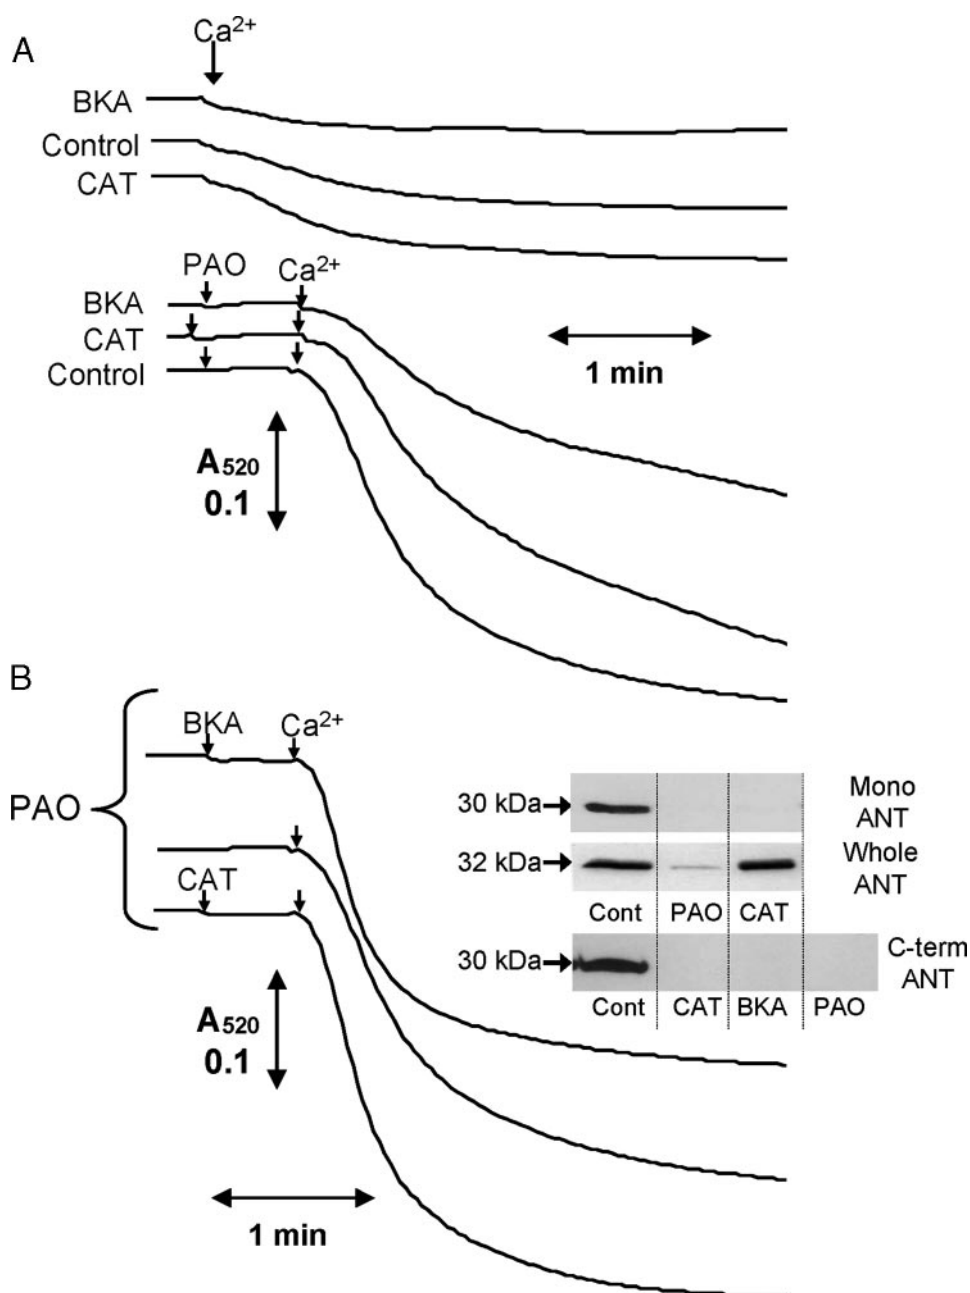 A
Ca²⁺
BKA
Control
CAT
PAO
Ca²⁺
BKA
CAT
Control
1 min
A₅₂₀
0.1
B
PAO
BKA
Ca²⁺
CAT
A₅₂₀
0.1
1 min
30 kDa
Mono
ANT
32 kDa
Whole
ANT
Cont PAO CAT
30 kDa
C-term
ANT
Cont CAT BKA PAO